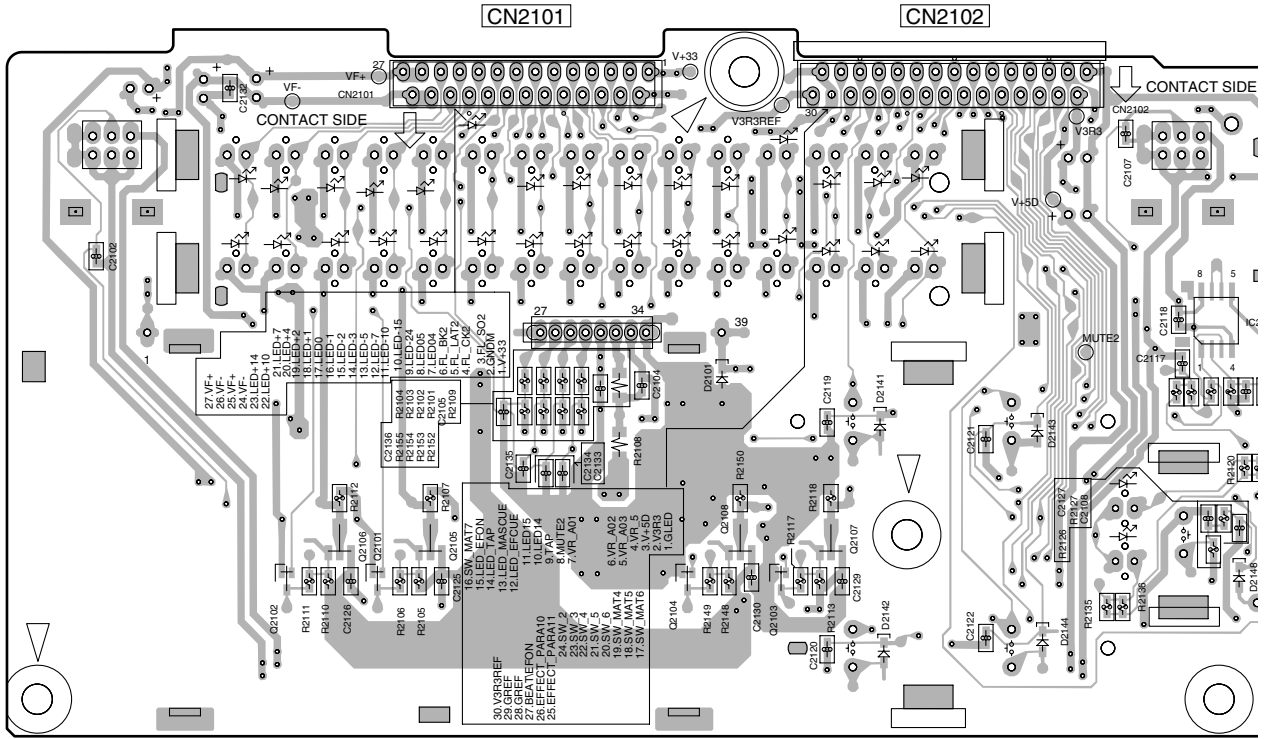 CN2101
CN2102
CONTACT SIDE
CONTACT SIDE
VF+
VF-
27
CN2101
V+33
V3R3REF
30
V3R3
CN2102
V+5D
MUTE2
C2132
C2107
C2102
1
27
34
39
8
5
1
4
C2118
C2117
27.VF+
26.VF-
25.VF+
24.VF-
23.LED+14
22.LED+10
21.LED+7
20.LED+4
19.LED+2
18.LED+1
17.LED0
16.LED-1
15.LED-2
14.LED-3
13.LED-5
12.LED-7
11.LED-10
10.LED-15
9.LED-24
8.LED05
7.LED04
6.FL_BK2
5.FL_LAT2
4.FL_CK2
3.FL_SO2
2.GNDM
1.V+33
R2104
R2103
R2102
R2101
C2105
R2109
C2136
R2155
R2154
R2153
R2152
C2135
C2134
C2133
R2108
C2104
D2101
C2119
D2141
C2121
D2143
R2120
R2112
R2107
R2150
R2118
Q2106
Q2101
Q2105
Q2108
Q2107
R2117
Q2102
R2111
R2110
C2126
R2106
R2105
C2125
Q2104
R2149
R2148
C2130
Q2103
R2113
C2129
D2142
C2120
C2122
D2144
C2127
R2127
C2108
R2126
R2135
R2136
D2148
16.SW_MAT7
15.LED_EFON
14.LED_TAP
13.LED_MASCUE
12.LED_EFCUE
11.LED15
10.LED14
9.TAP
8.MUTE2
7.VR_A01
6.VR_A02
5.VR_A03
4.VR_5
3.V+5D
2.V3R3
1.GLED
30.V3R3REF
29.GREF
28.GREF
27.BEAT\EFON
26.EFFECT_PARA10
25.EFFECT_PARA11
24.SW_2
23.SW_3
22.SW_4
21.SW_5
20.SW_6
19.SW_MAT4
18.SW_MAT5
17.SW_MAT6